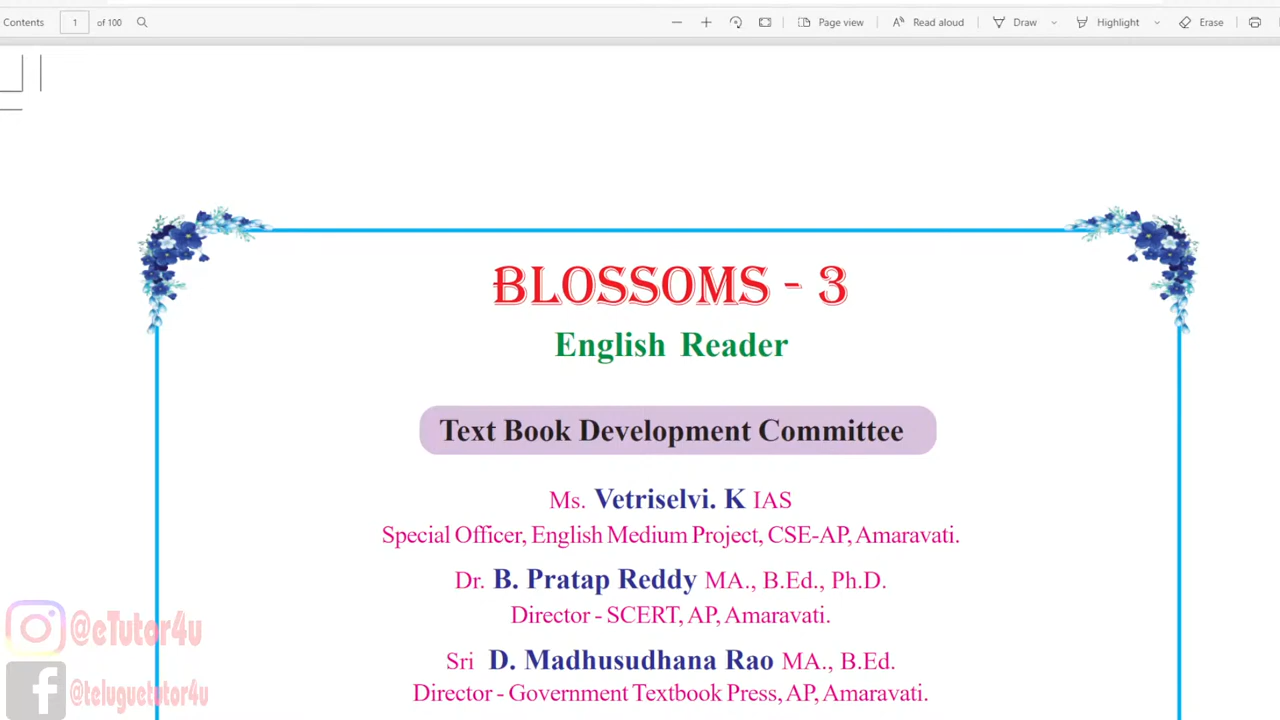 Contents 1 of 100 Page view Read aloud Draw Highlight Erase
BLOSSOMS - 3
English Reader
Text Book Development Committee
Ms. Vetriselvi. K IAS
Special Officer, English Medium Project, CSE-AP, Amaravati.
Dr. B. Pratap Reddy MA., B.Ed., Ph.D.
Director - SCERT, AP, Amaravati.
Sri D. Madhusudhana Rao MA., B.Ed.
Director - Government Textbook Press, AP, Amaravati.
@eTutor4u
@teluguetutor4u